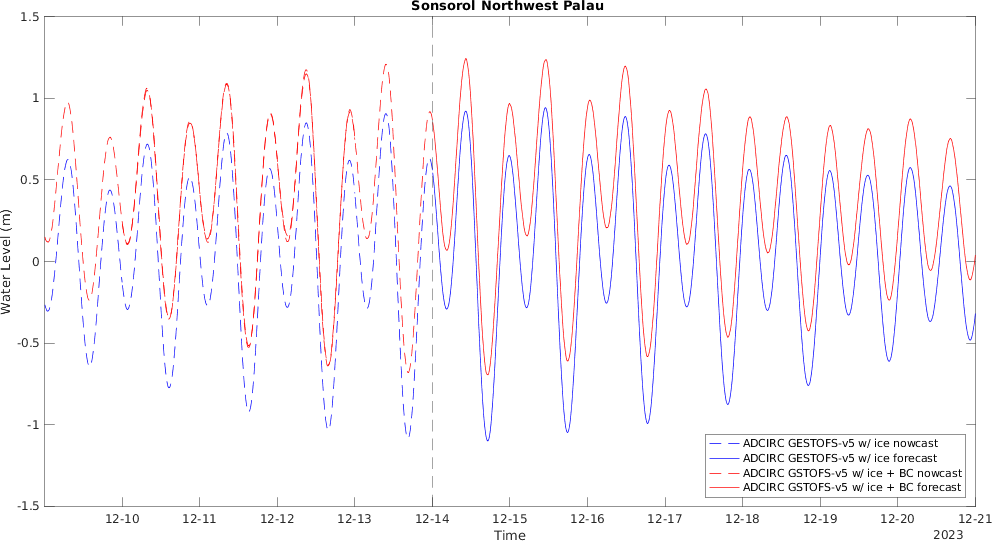 Sonsorol Northwest Palau
1.5
1
0.5
0
-0.5
-1
-1.5
Water Level (m)
ADCIRC GESTOFS-v5 w/ ice nowcast
ADCIRC GESTOFS-v5 w/ ice forecast
ADCIRC GSTOFS-v5 w/ ice + BC nowcast
ADCIRC GSTOFS-v5 w/ ice + BC forecast
12-10 12-11 12-12 12-13 12-14 12-15 12-16 12-17 12-18 12-19 12-20 12-21
Time
2023